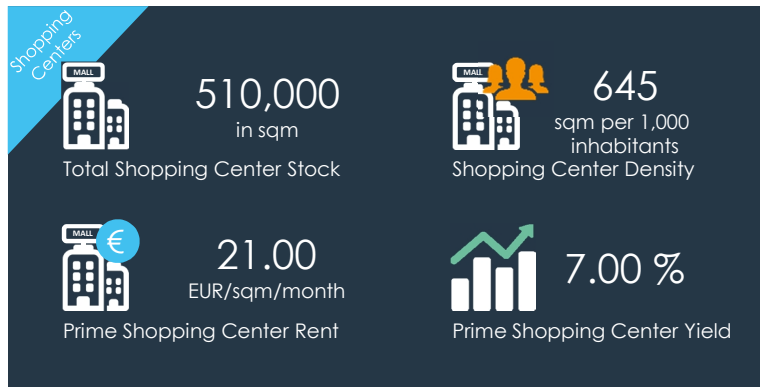 Shopping
Centers
MALL
510,000
in sqm
Total Shopping Center Stock
MALL
645
sqm per 1,000
inhabitants
Shopping Center Density
MALL
€
21.00
EUR/sqm/month
Prime Shopping Center Rent
7.00 %
Prime Shopping Center Yield